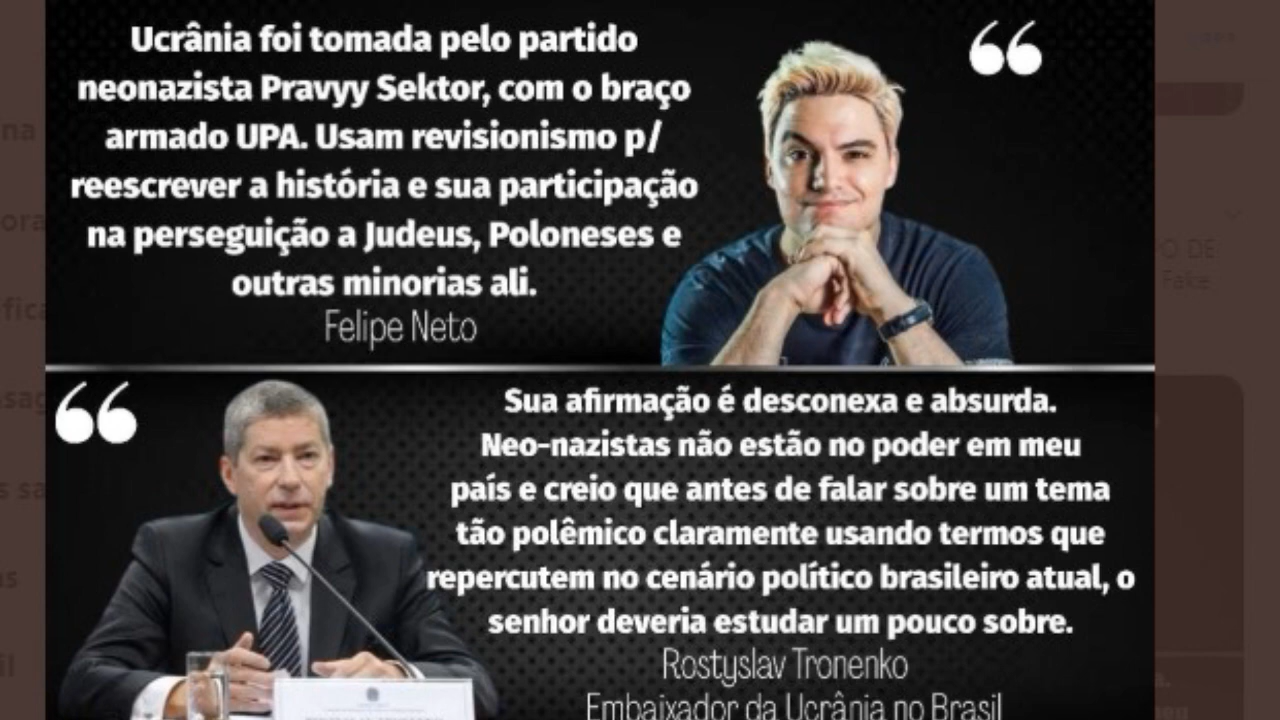 Ucrânia foi tomada pelo partido
neonazista Pravyy Sektor, com o braço
armado UPA. Usam revisionismo p/
reescrever a história e sua participação
na perseguição a Judeus, Poloneses e
outras minorias ali.
Felipe Neto
Sua afirmação é desconexa e absurda.
Neo-nazistas não estão no poder em meu
país e creio que antes de falar sobre um tema
tão polêmico claramente usando termos que
repercutem no cenário político brasileiro atual, o
senhor deveria estudar um pouco sobre.
Rostyslav Tronenko
Embaixador da Ucrânia no Brasil